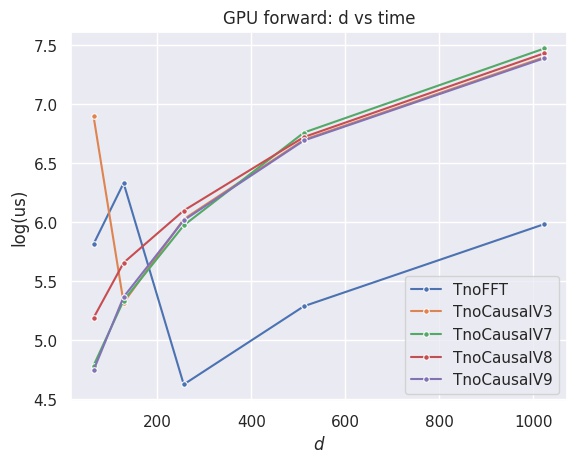 GPU forward: d vs time
7.5
7.0
6.5
6.0
5.5
5.0
4.5
log(us)
200
400
600
800
1000
d
TnoFFT
TnoCausalV3
TnoCausalV7
TnoCausalV8
TnoCausalV9